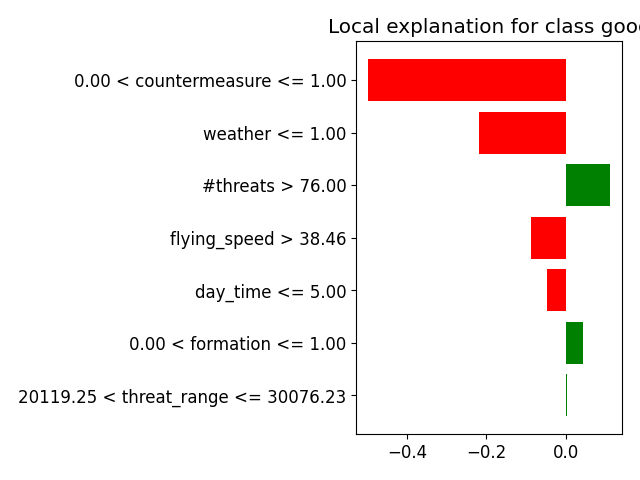 Local explanation for class goo
0.00 < countermeasure <= 1.00
weather <= 1.00
#threats > 76.00
flying_speed > 38.46
day_time <= 5.00
0.00 < formation <= 1.00
20119.25 < threat_range <= 30076.23
−0.4 −0.2 0.0